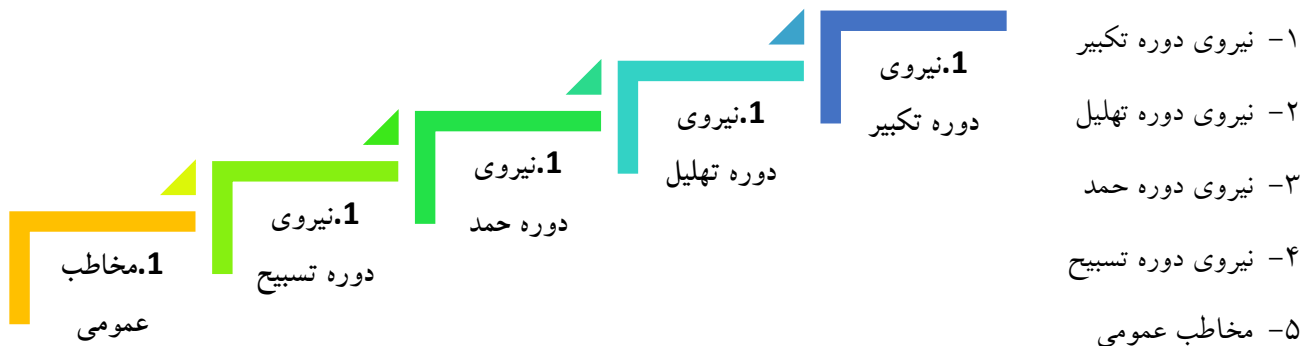 ۱- نیروی دوره تکبیر
۲- نیروی دوره تهلیل
۳- نیروی دوره حمد
۴- نیروی دوره تسبیح
۵- مخاطب عمومی
1.نیروی
دوره تکبیر
1.نیروی
دوره تهلیل
1.نیروی
دوره حمد
1.نیروی
دوره تسبیح
1.مخاطب
عمومی